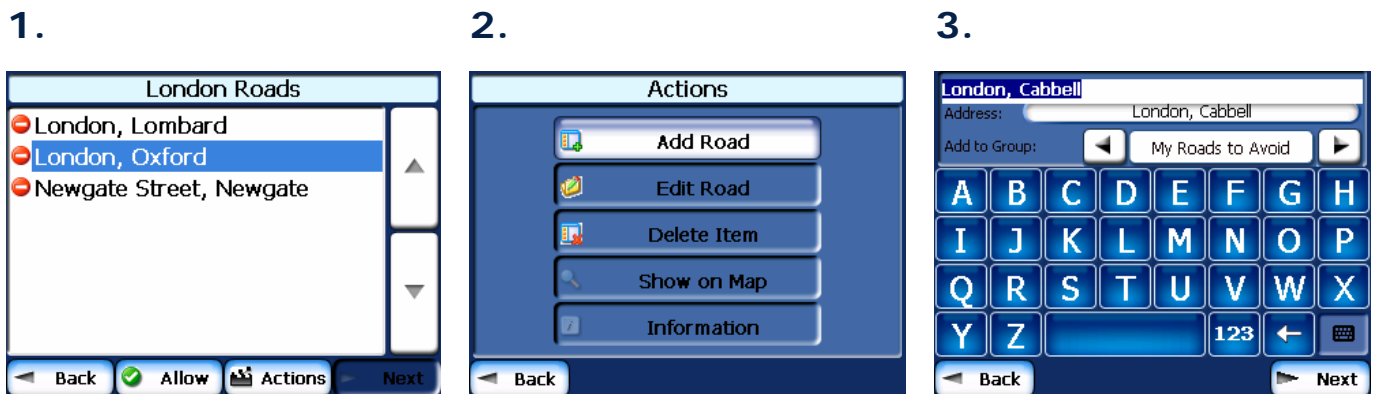 1.
London Roads
London, Lombard
London, Oxford
Newgate Street, Newgate
Back Allow Actions Next
2.
Actions
Add Road
Edit Road
Delete Item
Show on Map
Information
Back
3.
London, Cabbell
Address: London, Cabbell
Add to Group: My Roads to Avoid
A B C D E F G H
I J K L M N O P
Q R S T U V W X
Y Z 123
Back Next